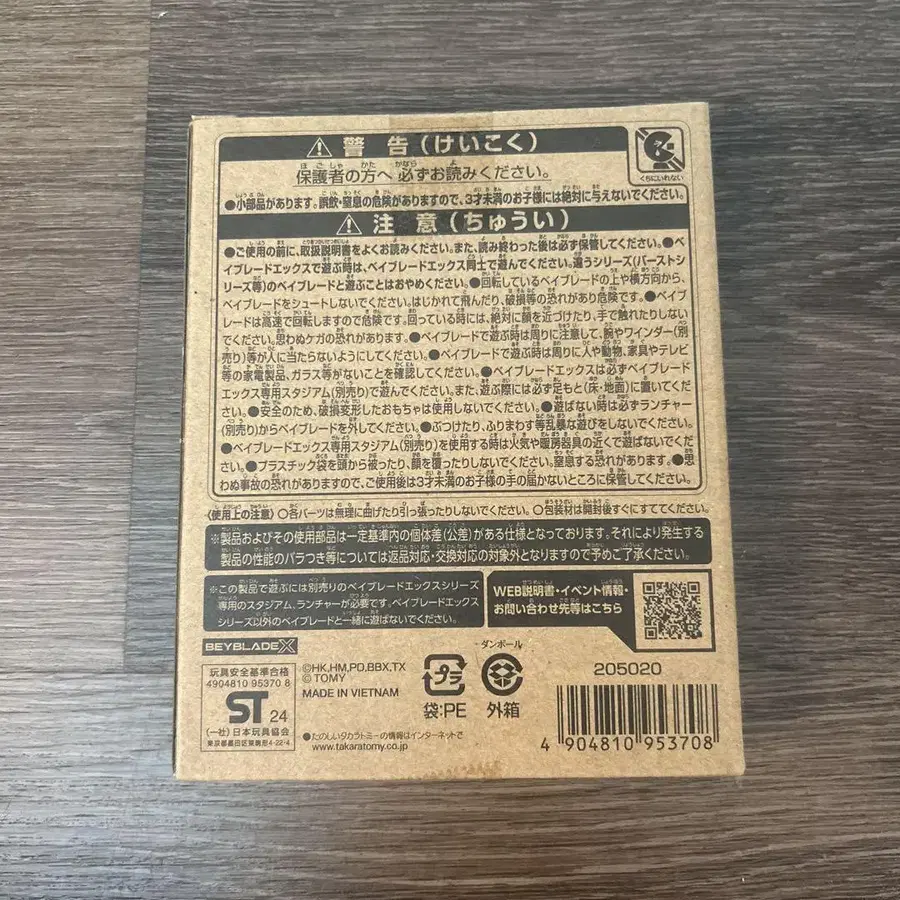 警告(けいこく)
保護者の方へ 必ずお読みください。
くちにいれない
●小部品があります。誤飲・窒息の危険がありますので、3才未満のお子様には絶対に与えないでください。
注意(ちゅうい)
●ご使用の前に、取扱説明書をよくお読みください。また、読み終わった後は必ず保管してください。●ベ
イブレードエックスで遊ぶ時は、ベイブレードエックス同士で遊んでください。違うシリーズ(バーストシ
リーズ等)のベイブレードと遊ぶことはおやめください。●回転しているベイブレードの上や横方向から、
ベイブレードをシュートしないでください。はじかれて飛んだり、破損等の恐れがあり危険です。●ベイブ
レードは高速で回転しますので危険です。回っている時には、絶対に顔を近づけたり、手で触れたりしない
でください。思わぬケガの恐れがあります。●ベイブレードで遊ぶ時は周りに注意して、腕やワインダー(別
売り)等が人に当たらないようにしてください。●ベイブレードで遊ぶ時は周りに人や動物、家具やテレビ
等の家電製品、ガラス等がないことを確認してください。●ベイブレードエックスは必ずベイブレード
エックス専用スタジアム(別売り)で遊んでください。また、遊ぶ際には必ず足もと(床・地面)に置いてくだ
さい。●安全のため、破損変形したおもちゃは使用しないでください。●遊ばない時は必ずランチャー
(別売り)からベイブレードを外してください。●ぶつけたり、ふりまわす等乱暴な遊びをしないでください。
●ベイブレードエックス専用スタジアム(別売り)を使用する時は火気や暖房器具の近くで遊ばないでくだ
さい。●プラスチック袋を頭から被ったり、顔を覆ったりしないでください。窒息する恐れがあります。●思
わぬ事故の恐れがありますので、ご使用後は3才未満のお子様の手の届かないところに保管してください。
〈使用上の注意〉○各パーツは無理に曲げたり引っ張ったりしないでください。○包装材は開封後すぐにすててください。
※製品およびその使用部品は一定基準内の個体差(公差)がある仕様となっております。それにより発生する
製品の性能のバラつき等については返品対応・交換対応の対象外となりますので予めご了承ください。
※この製品で遊ぶには別売りのベイブレードエックスシリーズ
専用のスタジアム、ランチャーが必要です。ベイブレードエックス
シリーズ以外のベイブレードと一緒に遊ばないでください。
WEB説明書・イベント情報・
お問い合わせ先等はこちら
BEYBLADE X
玩具安全基準合格
4904810 95370 8
ST 24
(一社)日本玩具協会
東京都墨田区東駒形4-22-4
©HK,HM,PD,BBX,TX
©TOMY
MADE IN VIETNAM
プラ
袋:PE
ダンボール
外箱
●たのしいタカラトミーの情報はインターネットで
www.takaratomy.co.jp
205020
4 904810 953708